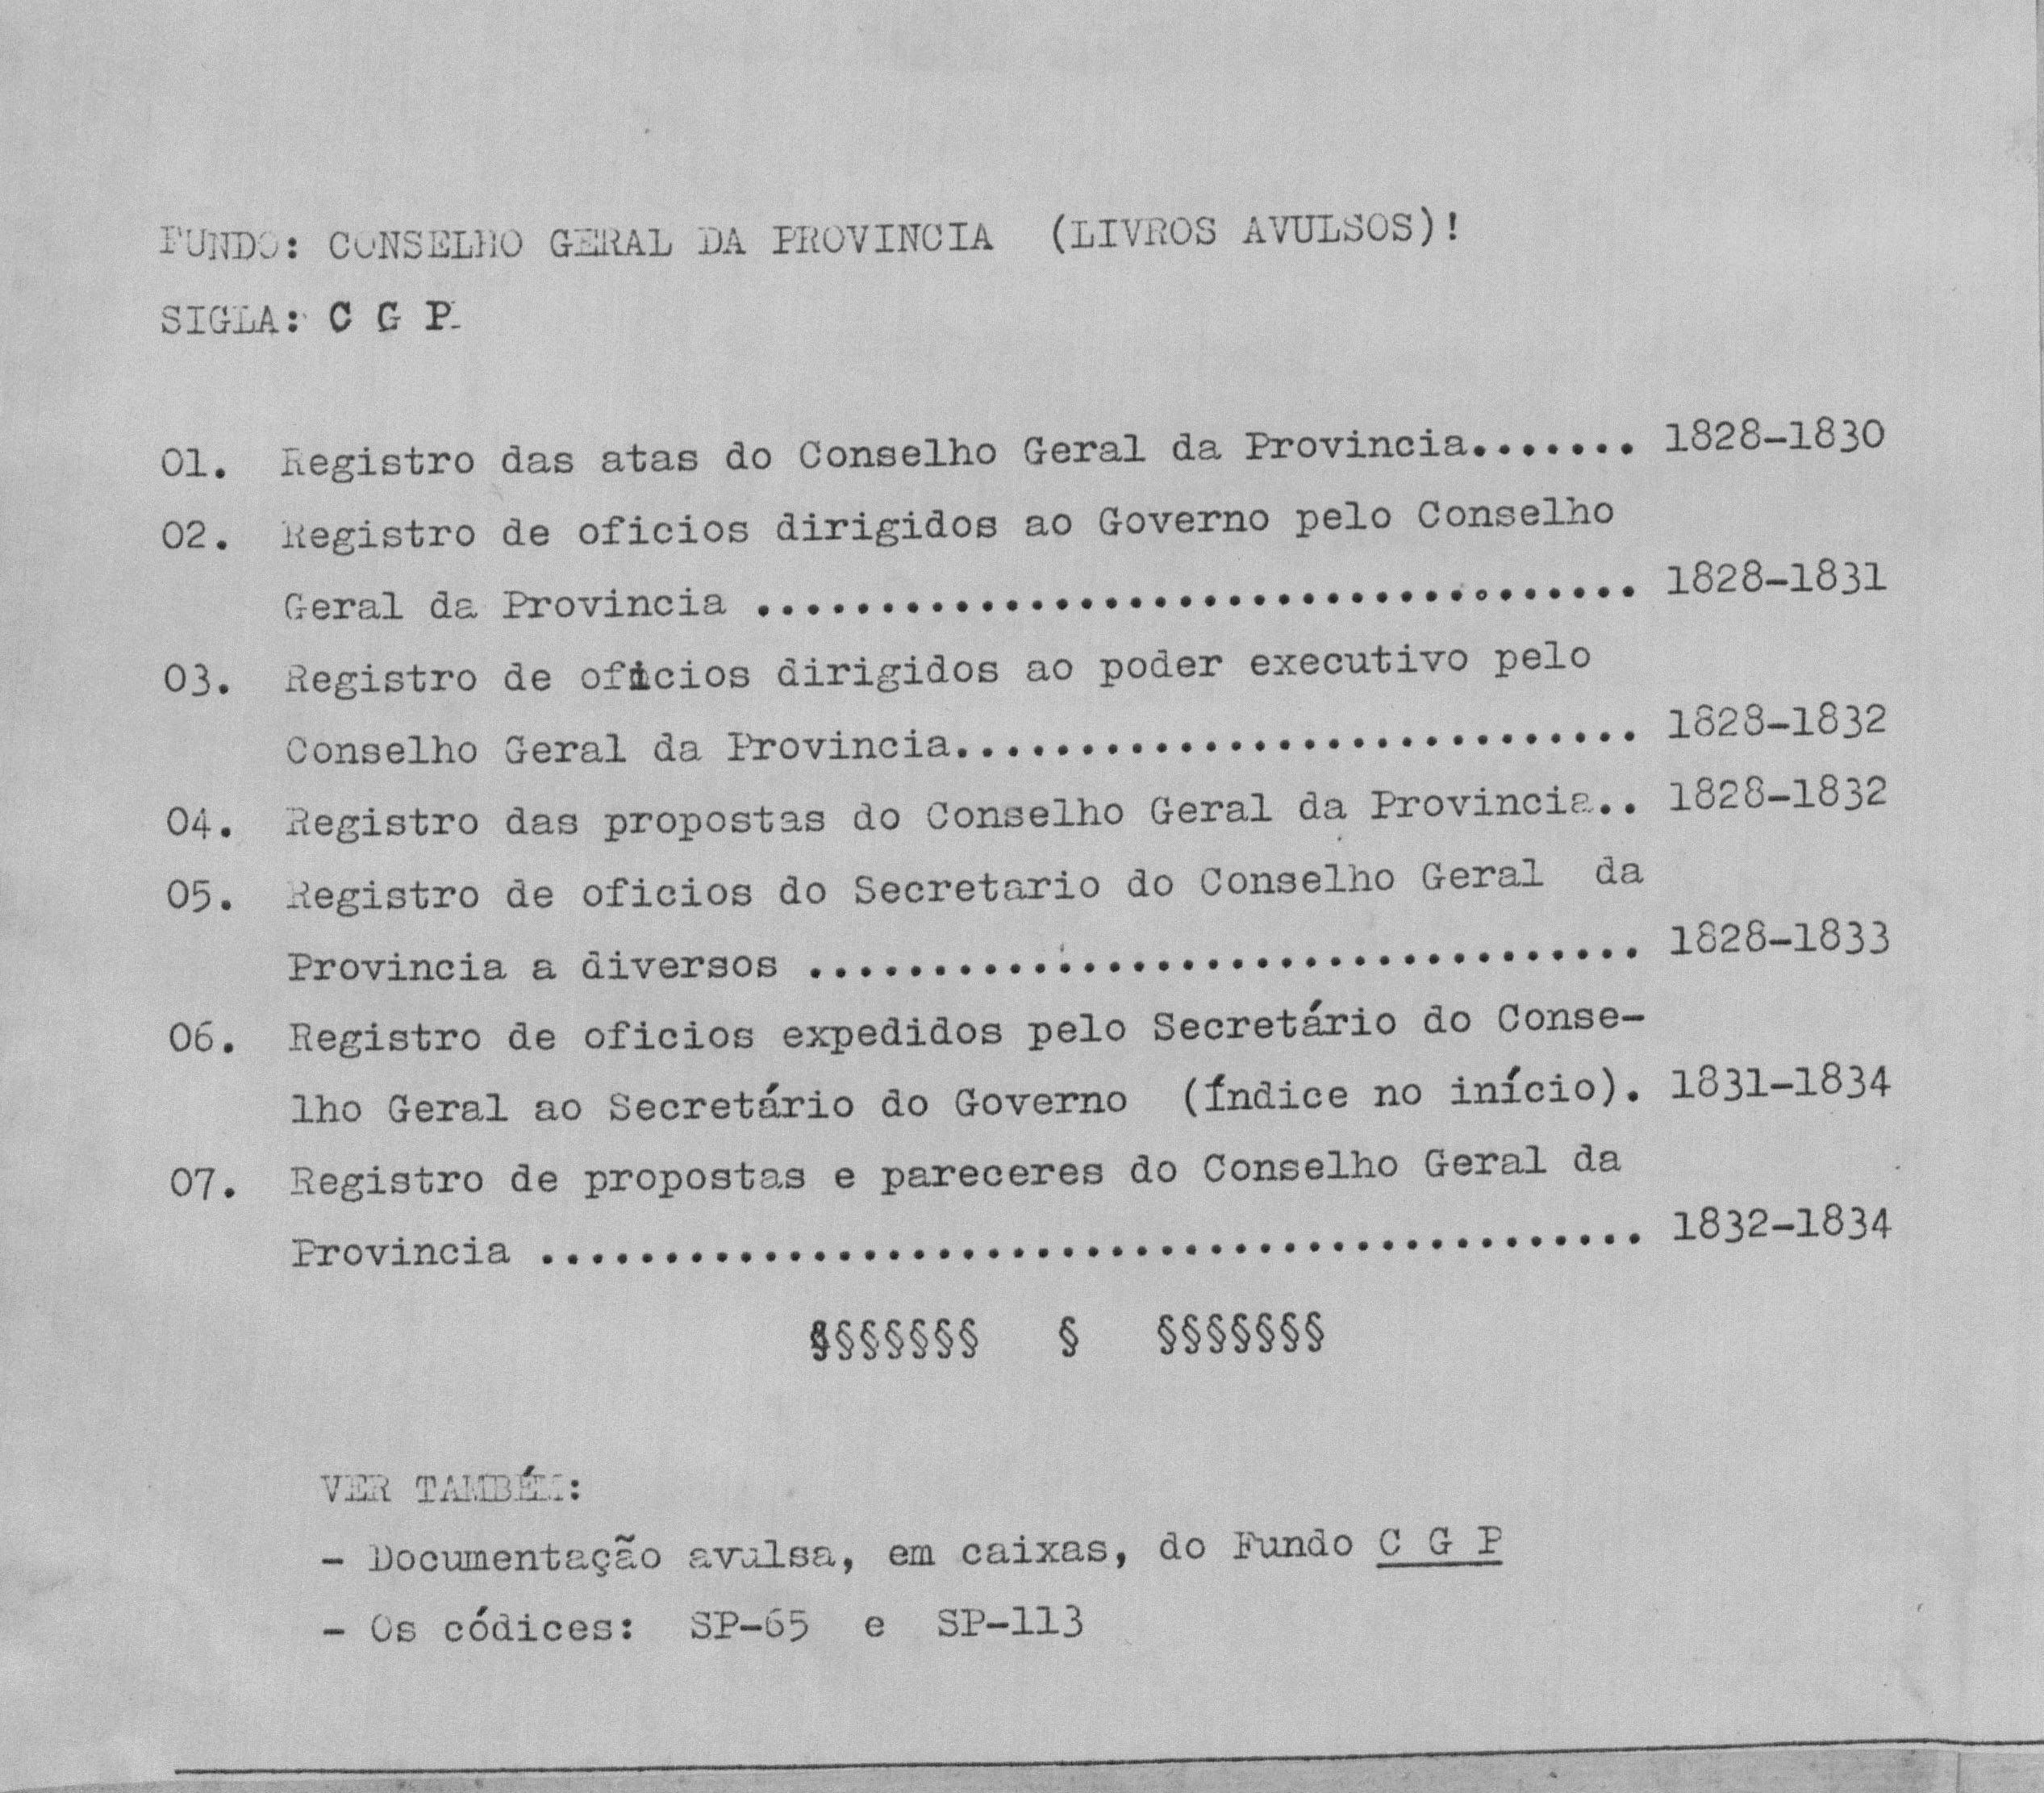 FUNDO: CONSELHO GERAL DA PROVINCIA (LIVROS AVULSOS)!
SIGLA: C G P
01. Registro das atas do Conselho Geral da Provincia....... 1828-1830
02. Registro de oficios dirigidos ao Governo pelo Conselho
Geral da Provincia .................................... 1828-1831
03. Registro de oficios dirigidos ao poder executivo pelo
Conselho Geral da Provincia............................ 1828-1832
04. Registro das propostas do Conselho Geral da Provincia.. 1828-1832
05. Registro de oficios do Secretario do Conselho Geral da
Provincia a diversos .................................. 1828-1833
06. Registro de oficios expedidos pelo Secretário do Conse-
lho Geral ao Secretário do Governo (Índice no início). 1831-1834
07. Registro de propostas e pareceres do Conselho Geral da
Provincia ............................................. 1832-1834
§§§§§§§ § §§§§§§§
VER TAMBÉM:
- Documentação avulsa, em caixas, do Fundo C G P
- Os códices: SP-65 e SP-113